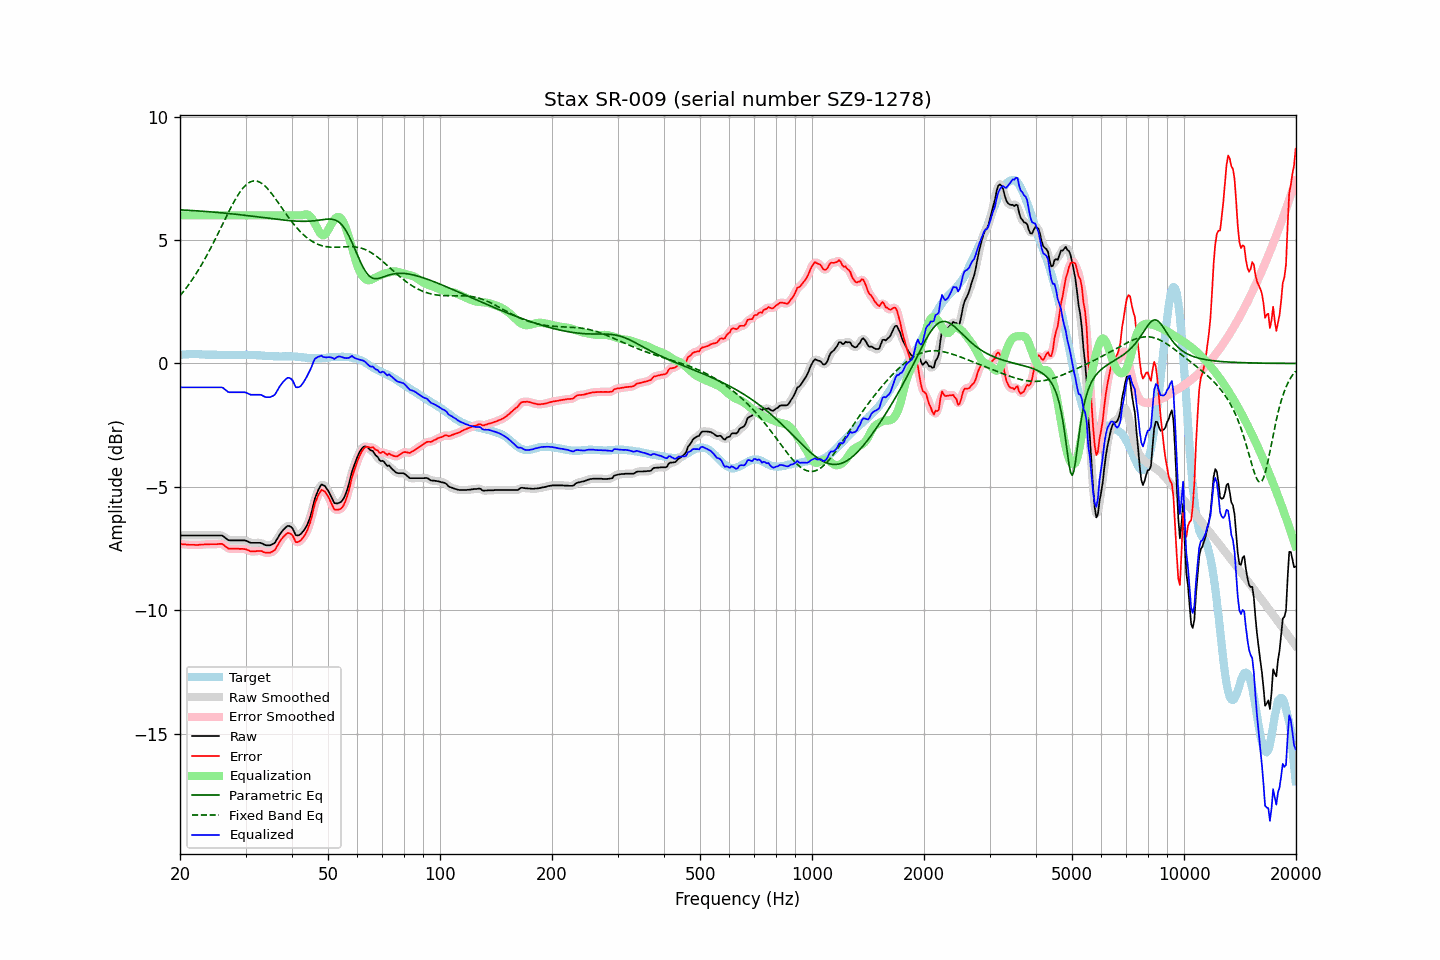 Stax SR-009 (serial number SZ9-1278)
10
5
0
−5
−10
−15
Amplitude (dBr)
Target
Raw Smoothed
Error Smoothed
Raw
Error
Equalization
Parametric Eq
Fixed Band Eq
Equalized
20 50 100 200 500 1000 2000 5000 10000 20000
Frequency (Hz)